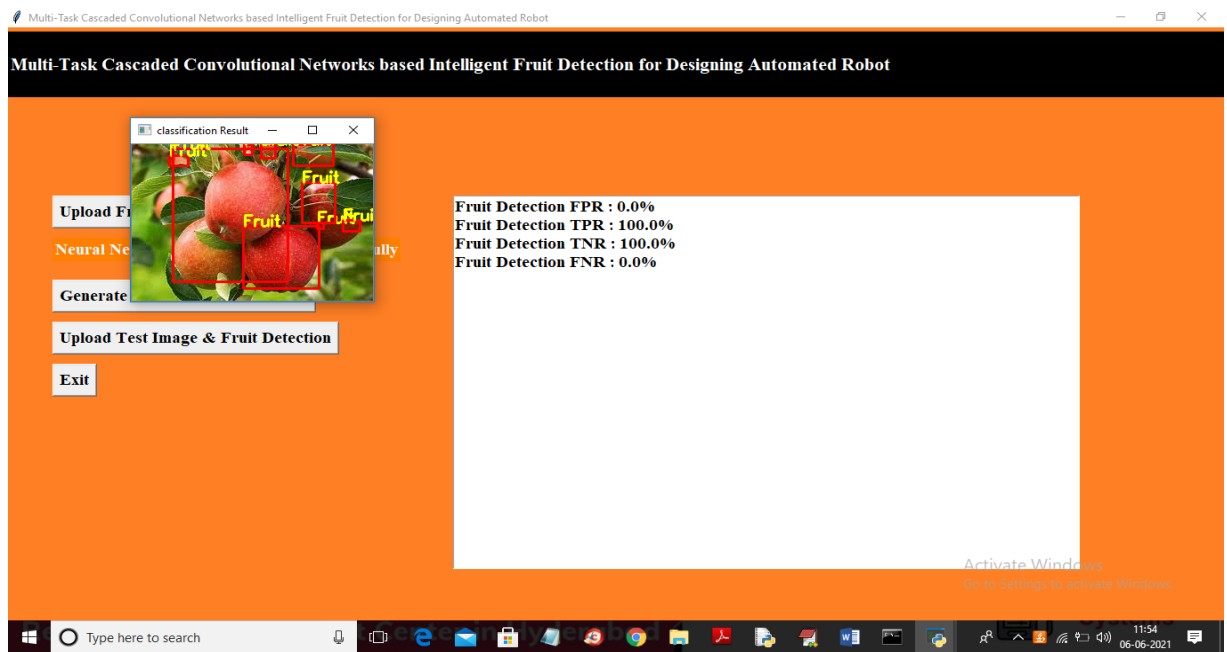 Multi-Task Cascaded Convolutional Networks based Intelligent Fruit Detection for Designing Automated Robot
Multi-Task Cascaded Convolutional Networks based Intelligent Fruit Detection for Designing Automated Robot
classification Result
Fruit
Fruit
Fruit
Upload
Neural
Generate
Upload Test Image & Fruit Detection
Exit
Fruit Detection FPR : 0.0%
Fruit Detection TPR : 100.0%
Fruit Detection TNR : 100.0%
Fruit Detection FNR : 0.0%
Activate Windows
Go to Settings to activate Windows.
Type here to search
11:54
06-06-2021